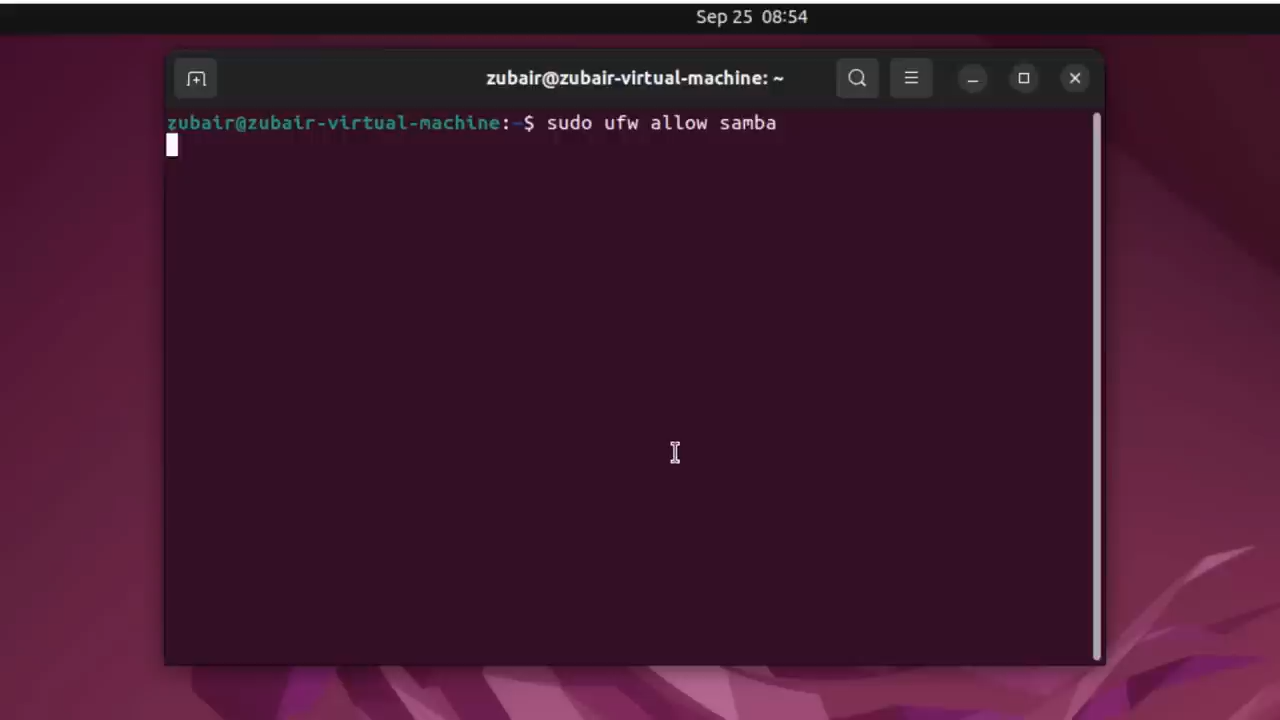 Sep 25 08:54
zubair@zubair-virtual-machine: ~
zubair@zubair-virtual-machine:~$ sudo ufw allow samba